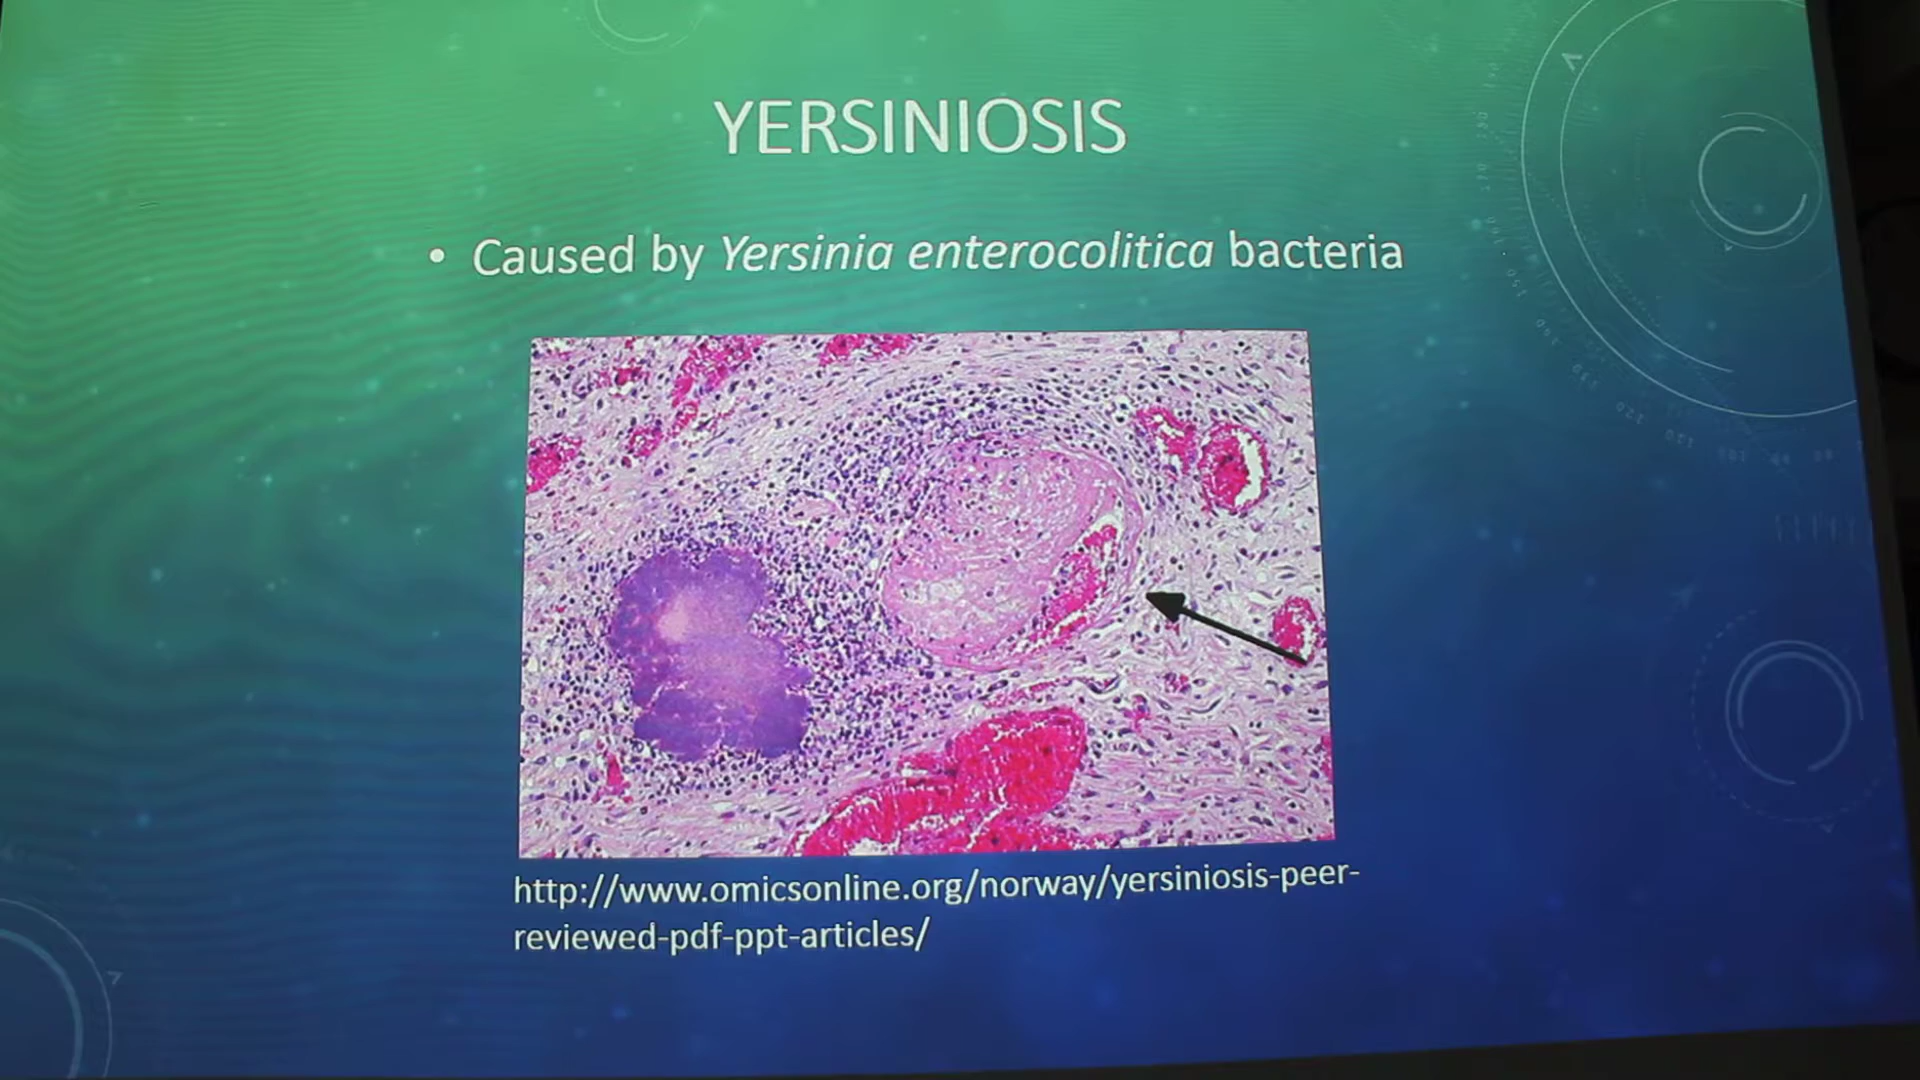 YERSINIOSIS
• Caused by Yersinia enterocolitica bacteria
http://www.omicsonline.org/norway/yersiniosis-peer-
reviewed-pdf-ppt-articles/